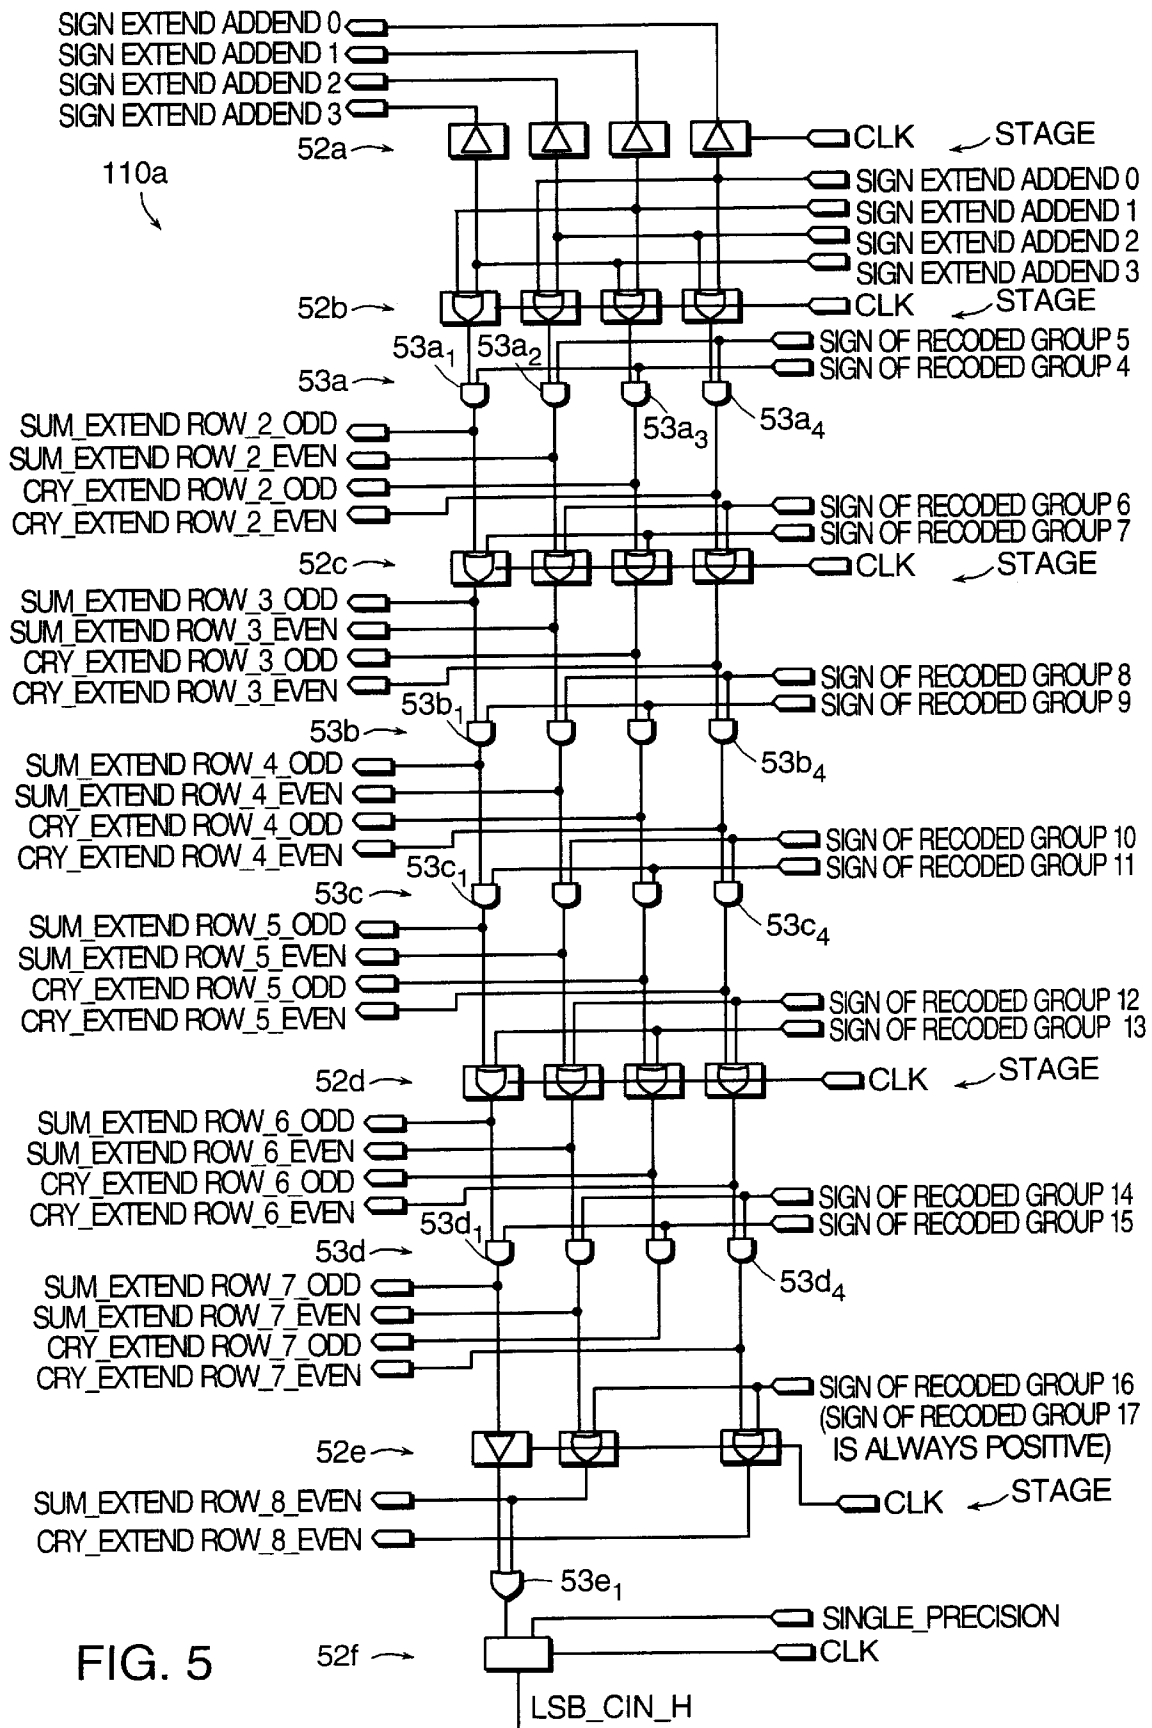 SIGN EXTEND ADDEND 0
SIGN EXTEND ADDEND 1
SIGN EXTEND ADDEND 2
SIGN EXTEND ADDEND 3
52a
CLK
STAGE
110a
SIGN EXTEND ADDEND 0
SIGN EXTEND ADDEND 1
SIGN EXTEND ADDEND 2
SIGN EXTEND ADDEND 3
52b
CLK
STAGE
53a1
53a2
SIGN OF RECODED GROUP 5
SIGN OF RECODED GROUP 4
53a
53a3
53a4
SUM_EXTEND ROW_2_ODD
SUM_EXTEND ROW_2_EVEN
CRY_EXTEND ROW_2_ODD
CRY_EXTEND ROW_2_EVEN
SIGN OF RECODED GROUP 6
SIGN OF RECODED GROUP 7
52c
CLK
STAGE
SUM_EXTEND ROW_3_ODD
SUM_EXTEND ROW_3_EVEN
CRY_EXTEND ROW_3_ODD
CRY_EXTEND ROW_3_EVEN
SIGN OF RECODED GROUP 8
SIGN OF RECODED GROUP 9
53b1
53b
53b4
SUM_EXTEND ROW_4_ODD
SUM_EXTEND ROW_4_EVEN
CRY_EXTEND ROW_4_ODD
CRY_EXTEND ROW_4_EVEN
SIGN OF RECODED GROUP 10
SIGN OF RECODED GROUP 11
53c1
53c
53c4
SUM_EXTEND ROW_5_ODD
SUM_EXTEND ROW_5_EVEN
CRY_EXTEND ROW_5_ODD
CRY_EXTEND ROW_5_EVEN
SIGN OF RECODED GROUP 12
SIGN OF RECODED GROUP 13
52d
CLK
STAGE
SUM_EXTEND ROW_6_ODD
SUM_EXTEND ROW_6_EVEN
CRY_EXTEND ROW_6_ODD
CRY_EXTEND ROW_6_EVEN
SIGN OF RECODED GROUP 14
SIGN OF RECODED GROUP 15
53d1
53d
53d4
SUM_EXTEND ROW_7_ODD
SUM_EXTEND ROW_7_EVEN
CRY_EXTEND ROW_7_ODD
CRY_EXTEND ROW_7_EVEN
SIGN OF RECODED GROUP 16
(SIGN OF RECODED GROUP 17
IS ALWAYS POSITIVE)
52e
CLK
STAGE
SUM_EXTEND ROW_8_EVEN
CRY_EXTEND ROW_8_EVEN
53e1
SINGLE_PRECISION
52f
CLK
FIG. 5
LSB_CIN_H